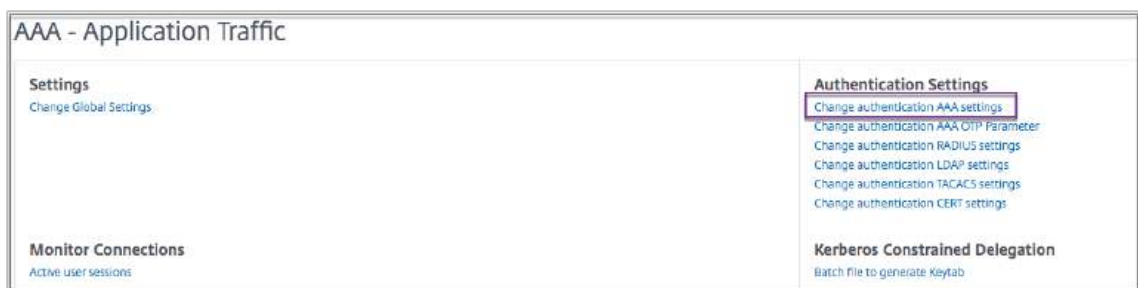 AAA - Application Traffic
Settings
Change Global Settings
Authentication Settings
Change authentication AAA settings
Change authentication AAA OTP Parameter
Change authentication RADIUS settings
Change authentication LDAP settings
Change authentication TACACS settings
Change authentication CERT settings
Monitor Connections
Active user sessions
Kerberos Constrained Delegation
Batch file to generate Keytab